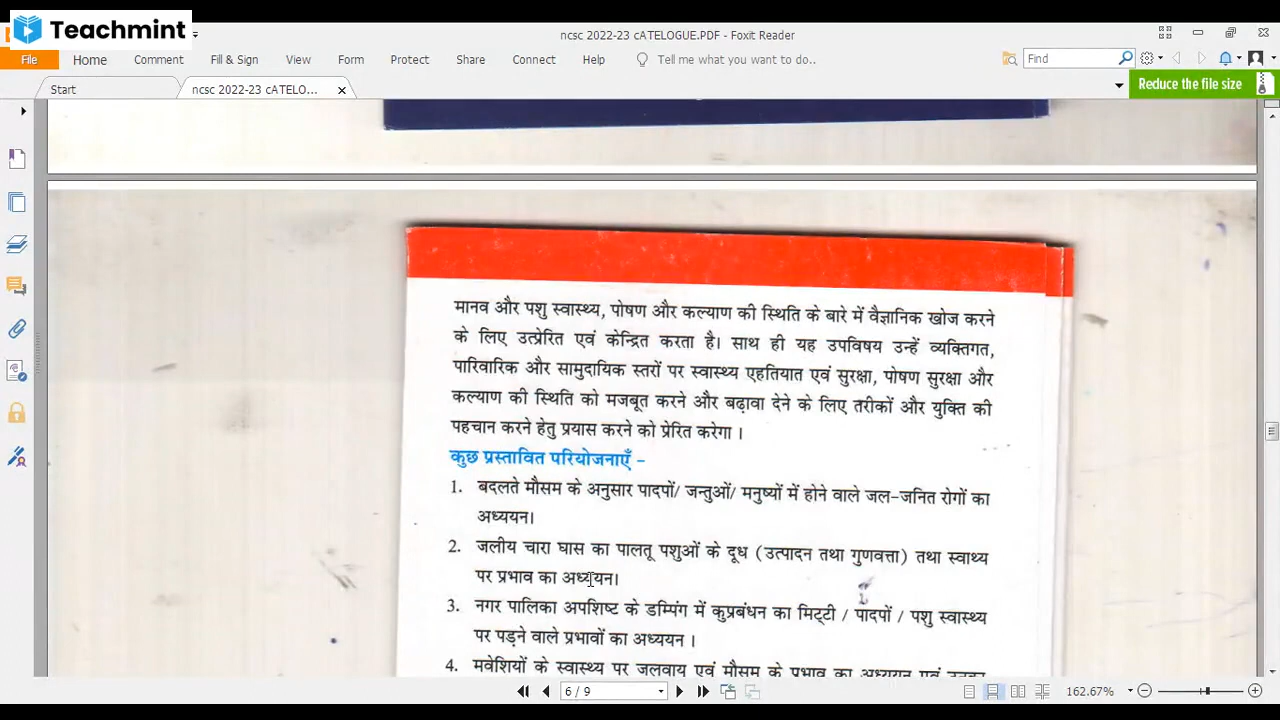 Teachmint
ncsc 2022-23 cATELOGUE.PDF - Foxit Reader
File Home Comment Fill & Sign View Form Protect Share Connect Help Tell me what you want to do.. Find
Start ncsc 2022-23 cATELO... Reduce the file size
मानव और पशु स्वास्थ्य, पोषण और कल्याण की स्थिति के बारे में वैज्ञानिक खोज करने
के लिए उत्प्रेरित एवं केन्द्रित करता है। साथ ही यह उपविषय उन्हें व्यक्तिगत,
पारिवारिक और सामुदायिक स्तरों पर स्वास्थ्य एहतियात एवं सुरक्षा, पोषण सुरक्षा और
कल्याण की स्थिति को मजबूत करने और बढ़ावा देने के लिए तरीकों और युक्ति की
पहचान करने हेतु प्रयास करने को प्रेरित करेगा ।
कुछ प्रस्तावित परियोजनाएँ –
1. बदलते मौसम के अनुसार पादपों/ जन्तुओं/ मनुष्यों में होने वाले जल-जनित रोगों का
अध्ययन।
2. जलीय चारा घास का पालतू पशुओं के दूध (उत्पादन तथा गुणवत्ता) तथा स्वाथ्य
पर प्रभाव का अध्ययन।
3. नगर पालिका अपशिष्ट के डम्पिंग में कुप्रबंधन का मिट्टी / पादपों / पशु स्वास्थ्य
पर पड़ने वाले प्रभावों का अध्ययन ।
4. मवेशियों के स्वास्थ्य पर जलवायु एवं मौसम के प्रभाव का अध्ययन एवं
6 / 9 162.67%